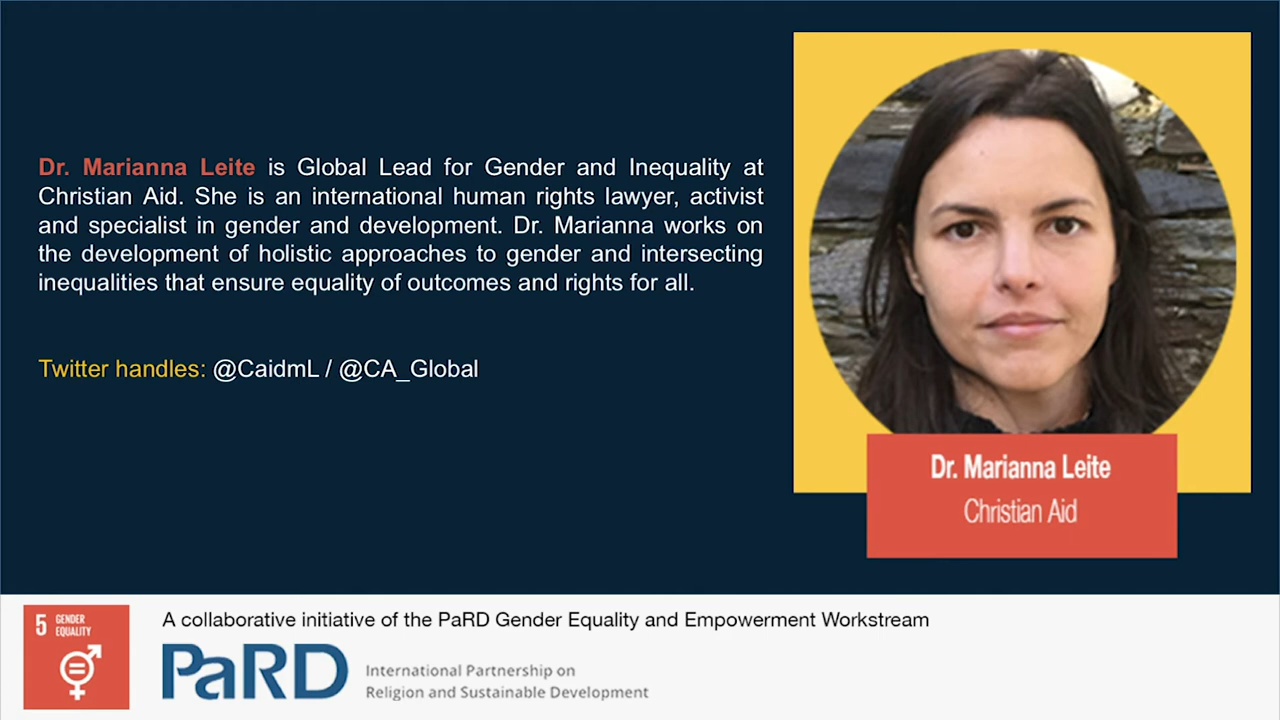 Dr. Marianna Leite is Global Lead for Gender and Inequality at
Christian Aid. She is an international human rights lawyer, activist
and specialist in gender and development. Dr. Marianna works on
the development of holistic approaches to gender and intersecting
inequalities that ensure equality of outcomes and rights for all.
Twitter handles: @CaidmL / @CA_Global
Dr. Marianna Leite
Christian Aid
5 GENDER
EQUALITY
A collaborative initiative of the PaRD Gender Equality and Empowerment Workstream
PaRD
International Partnership on
Religion and Sustainable Development